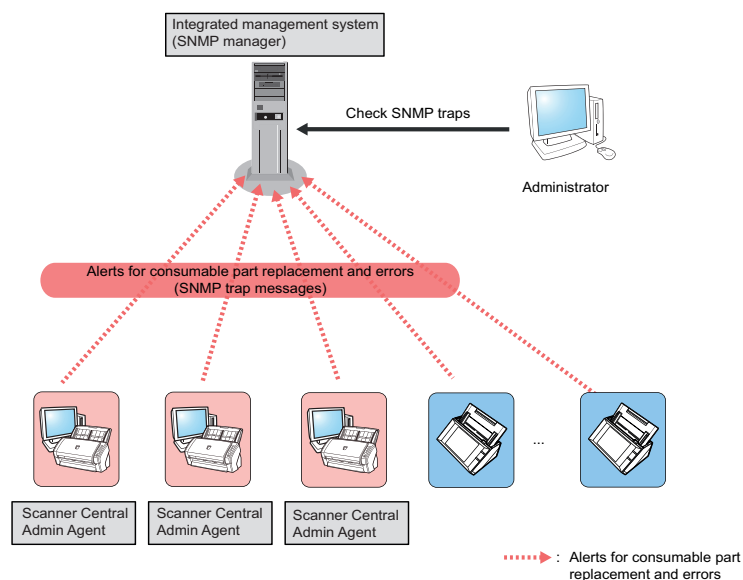 Integrated management system
(SNMP manager)
Check SNMP traps
Administrator
Alerts for consumable part replacement and errors
(SNMP trap messages)
...
Scanner Central
Admin Agent
Scanner Central
Admin Agent
Scanner Central
Admin Agent
: Alerts for consumable part
replacement and errors